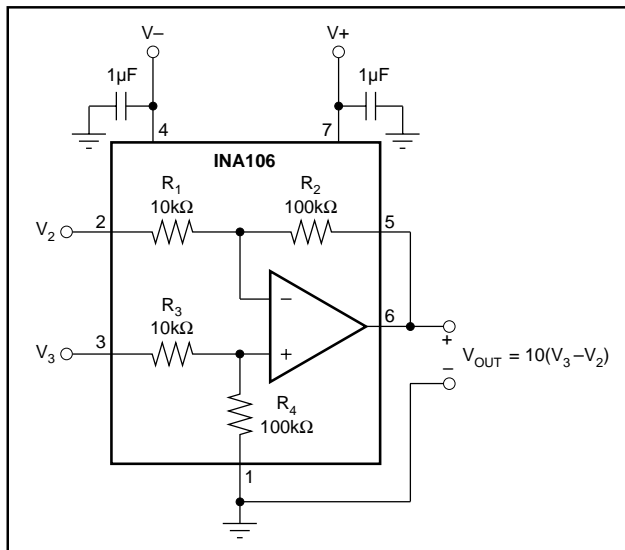 V–
V+
1µF
1µF
4
7
INA106
R1
R2
10kΩ
100kΩ
2
5
V2
–
R3
10kΩ
6
3
+
V3
+
VOUT = 10(V3 –V2)
–
R4
100kΩ
1